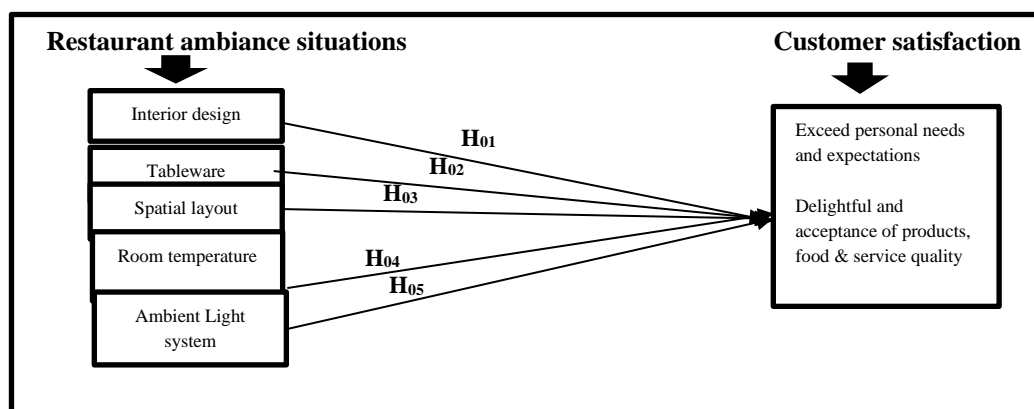 Restaurant ambiance situations
Customer satisfaction
Interior design
Tableware
Spatial layout
Room temperature
Ambient Light
system
H01
H02
H03
H04
H05
Exceed personal needs
and expectations
Delightful and
acceptance of products,
food & service quality